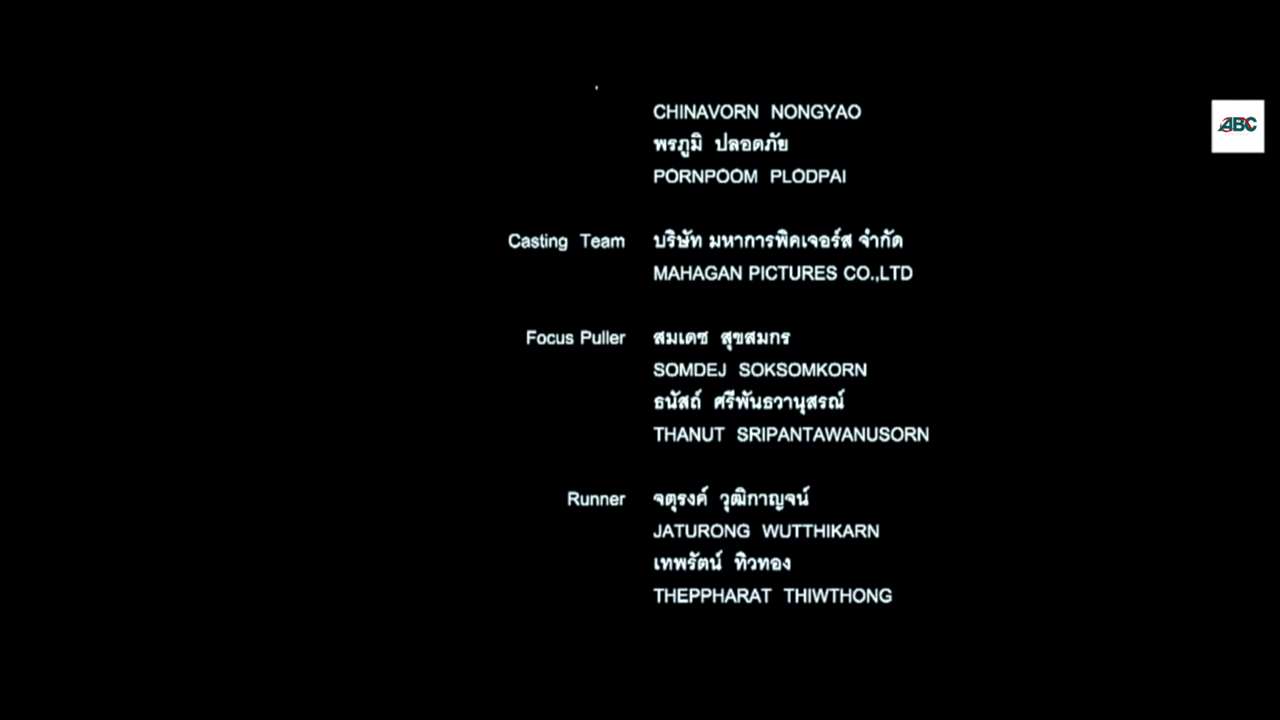 CHINAVORN NONGYAO
พรภูมิ ปลอดภัย
PORNPOOM PLODPAI
Casting Team บริษัท มหาการพิคเจอร์ส จำกัด
MAHAGAN PICTURES CO.,LTD
Focus Puller สมเดช สุขสมกร
SOMDEJ SOKSOMKORN
ธนัสถ์ ศรีพันธวานุสรณ์
THANUT SRIPANTAWANUSORN
Runner จตุรงค์ วุฒิกาญจน์
JATURONG WUTTHIKARN
เทพรัตน์ ทิวทอง
THEPPHARAT THIWTHONG
ABC